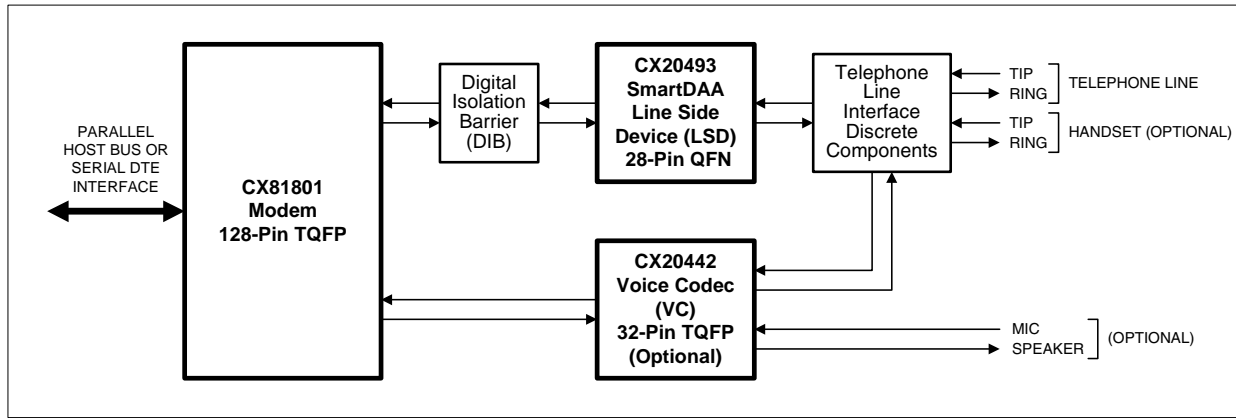 PARALLEL
HOST BUS OR
SERIAL DTE
INTERFACE
CX81801
Modem
128-Pin TQFP
Digital
Isolation
Barrier
(DIB)
CX20493
SmartDAA
Line Side
Device (LSD)
28-Pin QFN
Telephone
Line
Interface
Discrete
Components
TIP
RING
TELEPHONE LINE
TIP
RING
HANDSET (OPTIONAL)
CX20442
Voice Codec
(VC)
32-Pin TQFP
(Optional)
MIC
SPEAKER
(OPTIONAL)